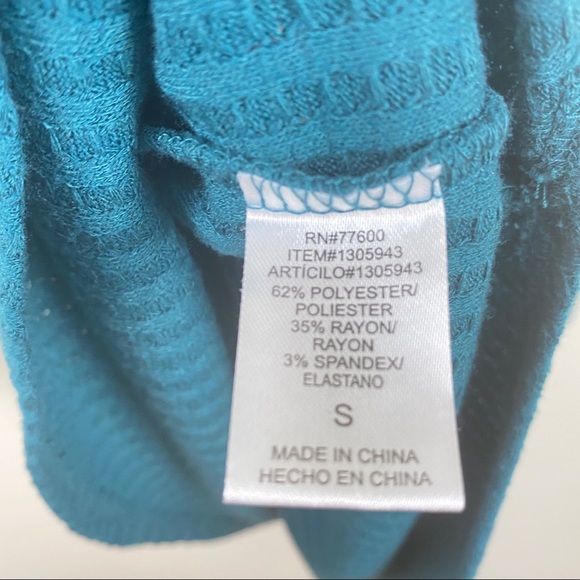 RN#77600
ITEM#1305943
ARTÍCILO#1305943
62% POLYESTER/
POLIESTER
35% RAYON/
RAYON
3% SPANDEX/
ELASTANO
S
MADE IN CHINA
HECHO EN CHINA